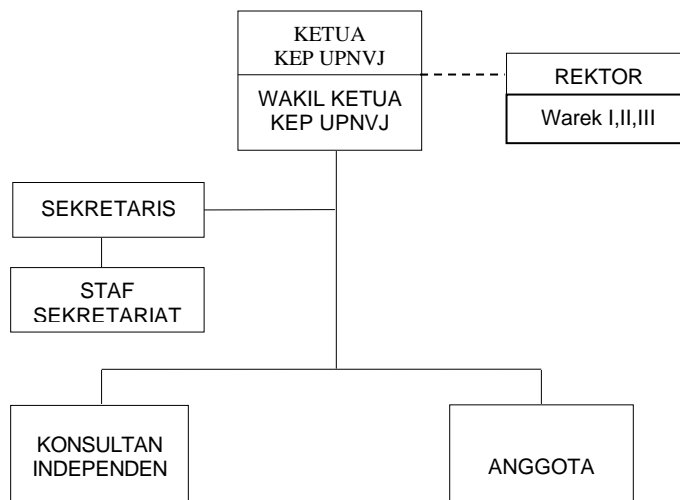 KETUA
KEP UPNVJ
WAKIL KETUA
KEP UPNVJ
REKTOR
Warek I,II,III
SEKRETARIS
STAF
SEKRETARIAT
KONSULTAN
INDEPENDEN
ANGGOTA